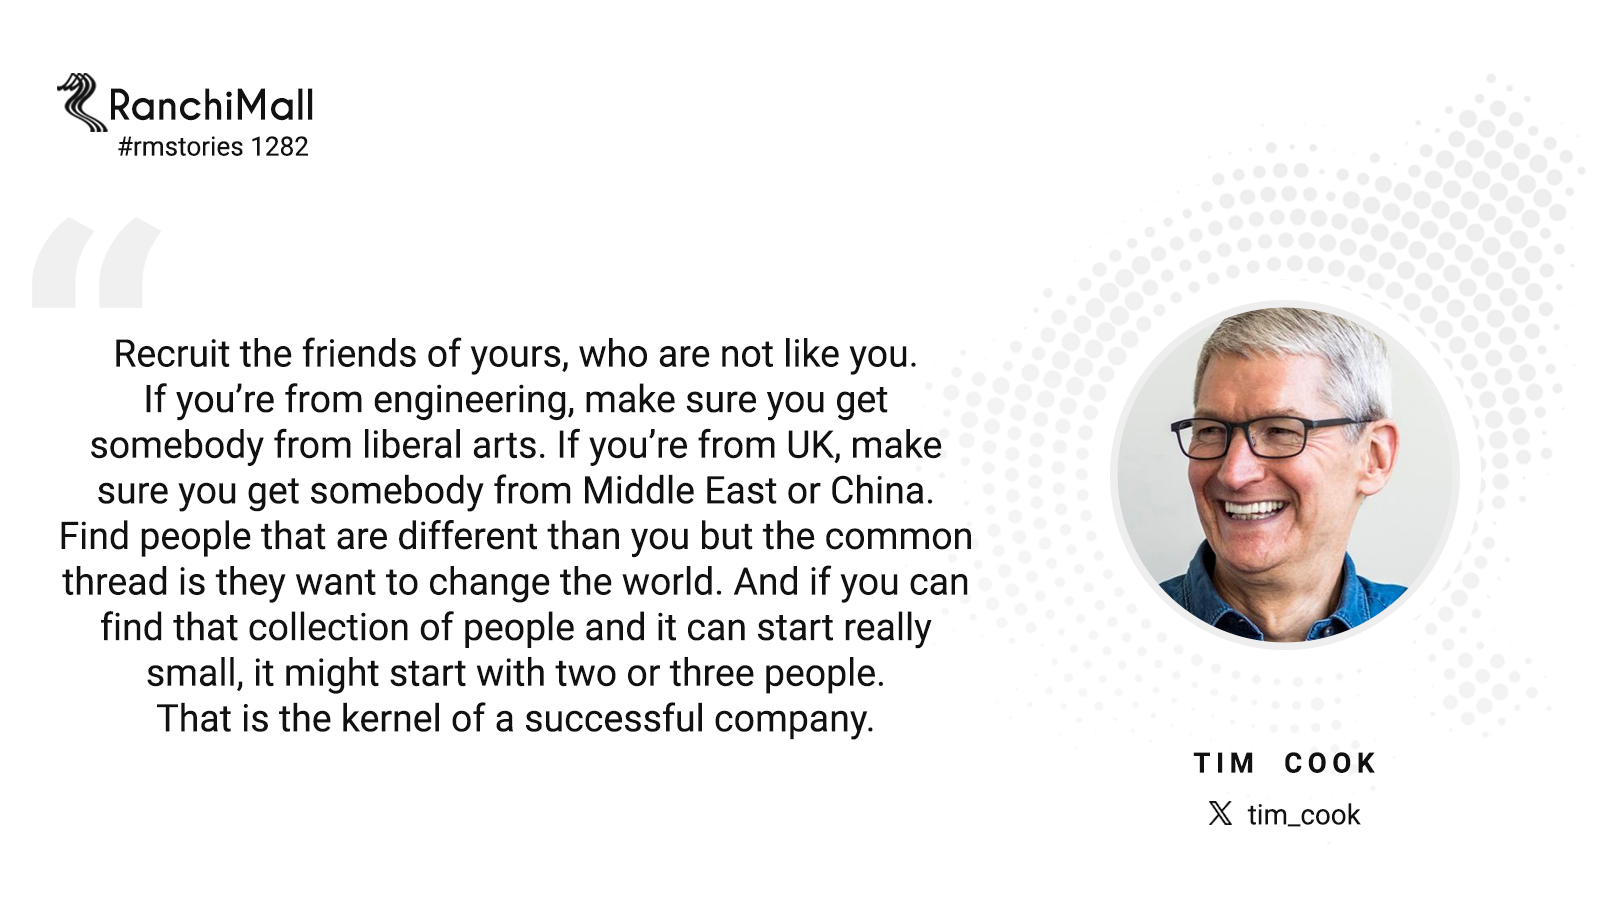 RanchiMall
#rmstories 1282
“
Recruit the friends of yours, who are not like you.
If you’re from engineering, make sure you get
somebody from liberal arts. If you’re from UK, make
sure you get somebody from Middle East or China.
Find people that are different than you but the common
thread is they want to change the world. And if you can
find that collection of people and it can start really
small, it might start with two or three people.
That is the kernel of a successful company.
TIM COOK
𝕏 tim_cook